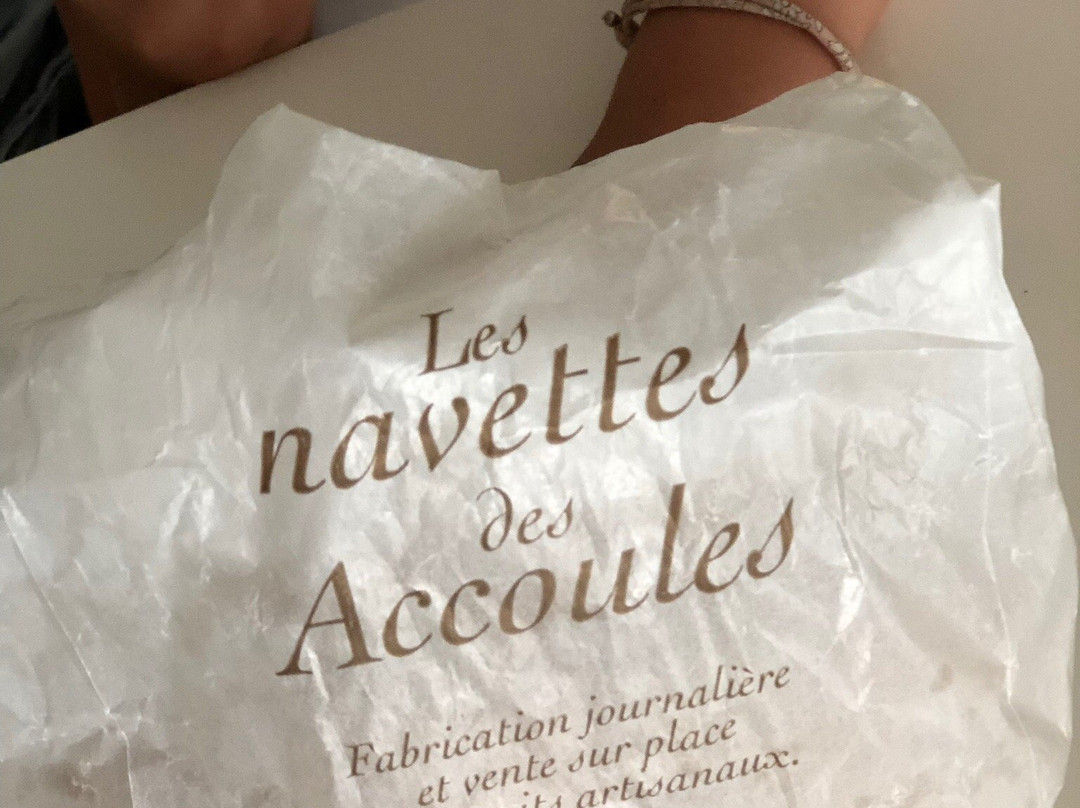 Les
navettes
des
Accoules
Fabrication journalière
et vente sur place
artisanaux.